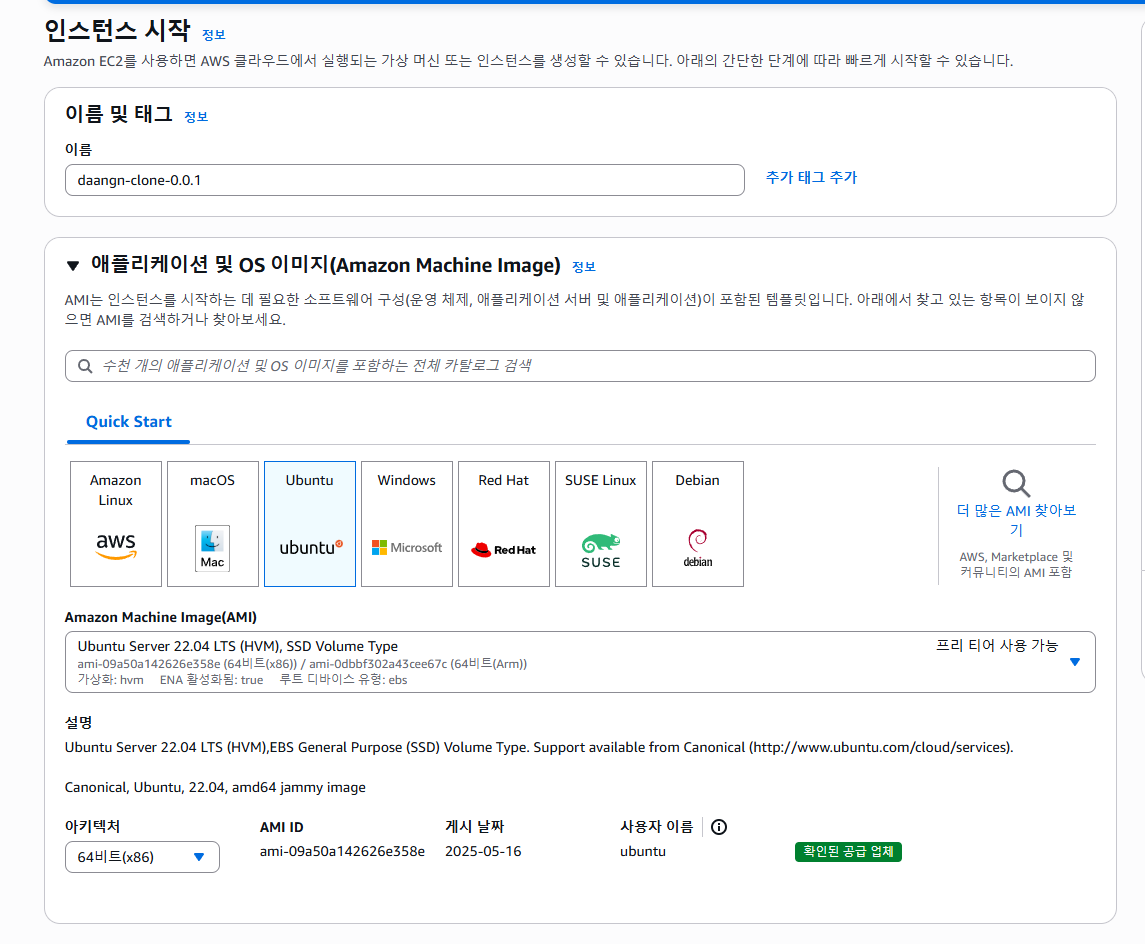 인스턴스 시작 정보
Amazon EC2를 사용하면 AWS 클라우드에서 실행되는 가상 머신 또는 인스턴스를 생성할 수 있습니다. 아래의 간단한 단계에 따라 빠르게 시작할 수 있습니다.
이름 및 태그 정보
이름
daangn-clone-0.0.1
추가 태그 추가
애플리케이션 및 OS 이미지(Amazon Machine Image) 정보
AMI는 인스턴스를 시작하는 데 필요한 소프트웨어 구성(운영 체제, 애플리케이션 서버 및 애플리케이션)이 포함된 템플릿입니다. 아래에서 찾고 있는 항목이 보이지 않
으면 AMI를 검색하거나 찾아보세요.
수천 개의 애플리케이션 및 OS 이미지를 포함하는 전체 카탈로그 검색
Quick Start
Amazon
Linux
aws
macOS
Mac
Ubuntu
ubuntu
Windows
Microsoft
Red Hat
Red Hat
SUSE Linux
SUSE
Debian
debian
더 많은 AMI 찾아보
기
AWS, Marketplace 및
커뮤니티의 AMI 포함
Amazon Machine Image(AMI)
Ubuntu Server 22.04 LTS (HVM), SSD Volume Type
프리 티어 사용 가능
ami-09a50a142626e358e (64비트(x86)) / ami-0dbbf302a43cee67c (64비트(Arm))
가상화: hvm ENA 활성화됨: true 루트 디바이스 유형: ebs
설명
Ubuntu Server 22.04 LTS (HVM),EBS General Purpose (SSD) Volume Type. Support available from Canonical (http://www.ubuntu.com/cloud/services).
Canonical, Ubuntu, 22.04, amd64 jammy image
아키텍처
64비트(x86)
AMI ID
ami-09a50a142626e358e
게시 날짜
2025-05-16
사용자 이름
ubuntu
확인된 공급 업체